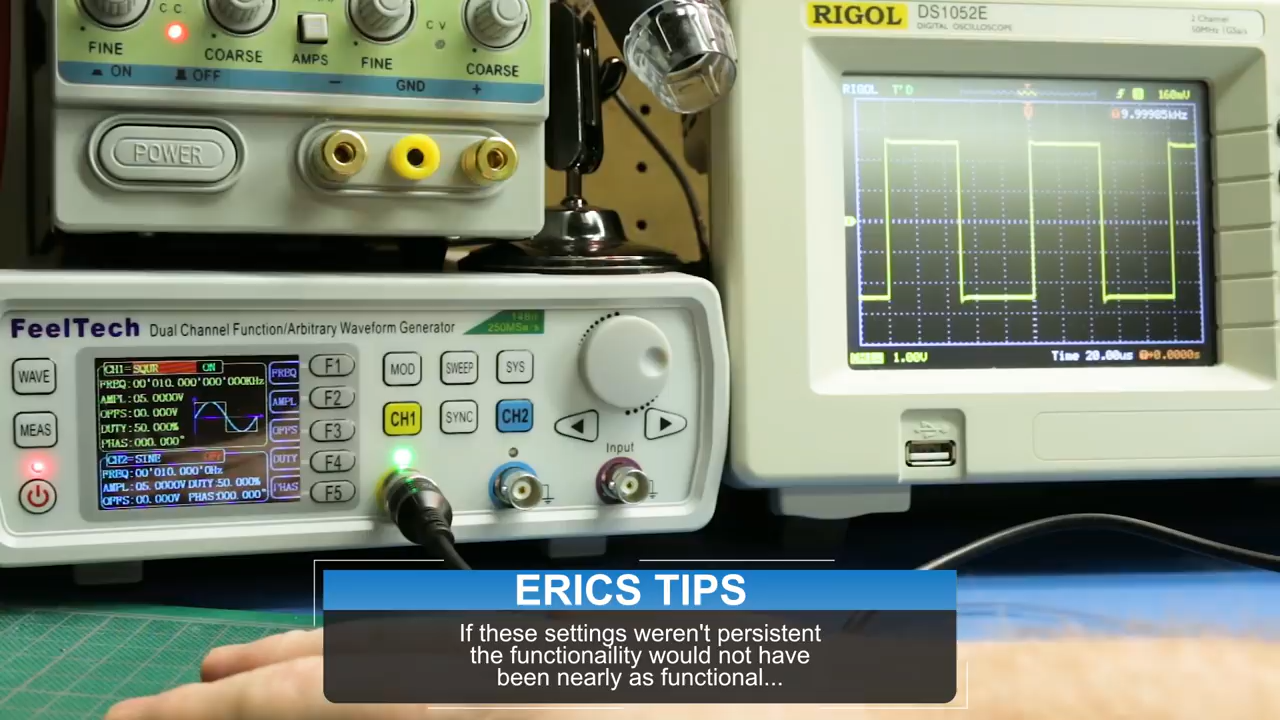 C.C.
C V
FINE
COARSE
AMPS
FINE
COARSE
ON
OFF
−
GND
+
POWER
RIGOL
DS1052E
DIGITAL OSCILLOSCOPE
2 Channel
50MHz 1GSa/s
RIGOL T'D
160mV
9.99985kHz
1.00V
Time 20.00us
+0.0000s
FeelTech
Dual Channel Function/Arbitrary Waveform Generator
14Bit
250MSa/s
WAVE
MEAS
CH1=SQUR ON
FREQ:00'010.000'000'000KHz
AMPL:05.0000V
OFFS:00.000V
DUTY:50.000%
PHAS:000.000°
CH2=SINE OFF
FREQ:00'010.000'0Hz
AMPL:05.0000V DUTY:50.000%
OFFS:00.000V PHAS:000.000°
FREQ
AMPL
OFFS
DUTY
PHAS
F1
F2
F3
F4
F5
MOD
SWEEP
SYS
CH1
SYNC
CH2
Input
ERICS TIPS
If these settings weren't persistent
the functionaility would not have
been nearly as functional...